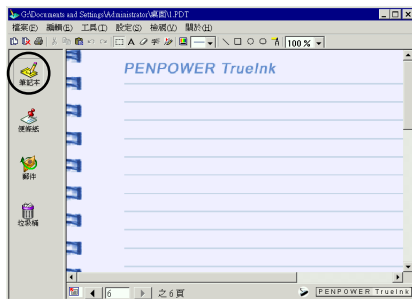 G:\Documents and Settings\Administrator\桌面\1.PDT
檔案(F) 編輯(E) 工具(T) 設定(S) 檢視(V) 關於(H)
100 %
PENPOWER TrueInk
筆記本
便條紙
郵件
垃圾桶
6 之 6 頁
PENPOWER TrueInk